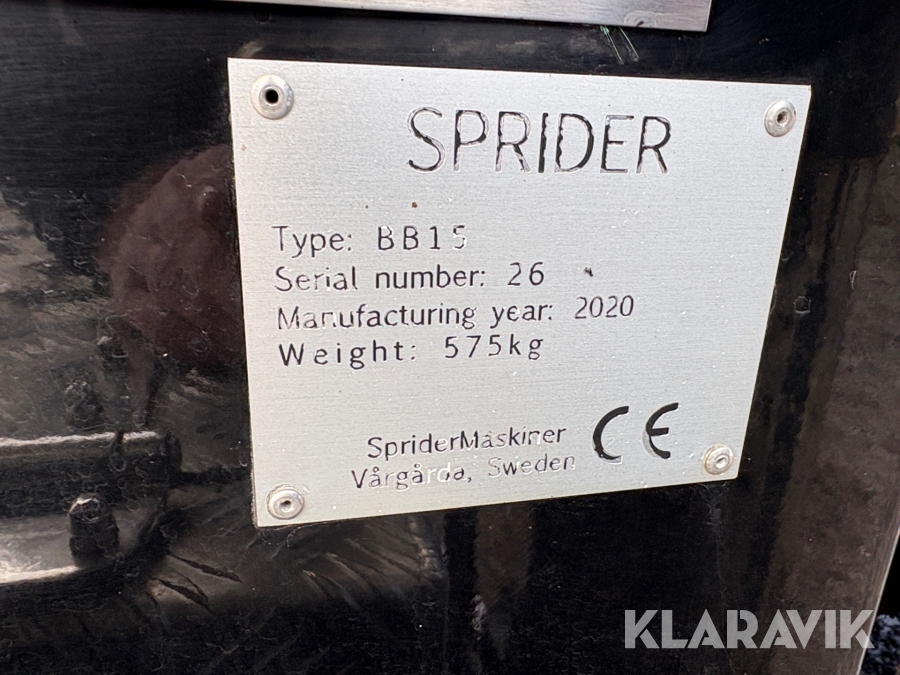 SPRIDER
Type: BB15
Serial number: 26
Manufacturing year: 2020
Weight: 575kg
SpriderMaskiner
Vårgårda, Sweden
CE
KLARAVIK